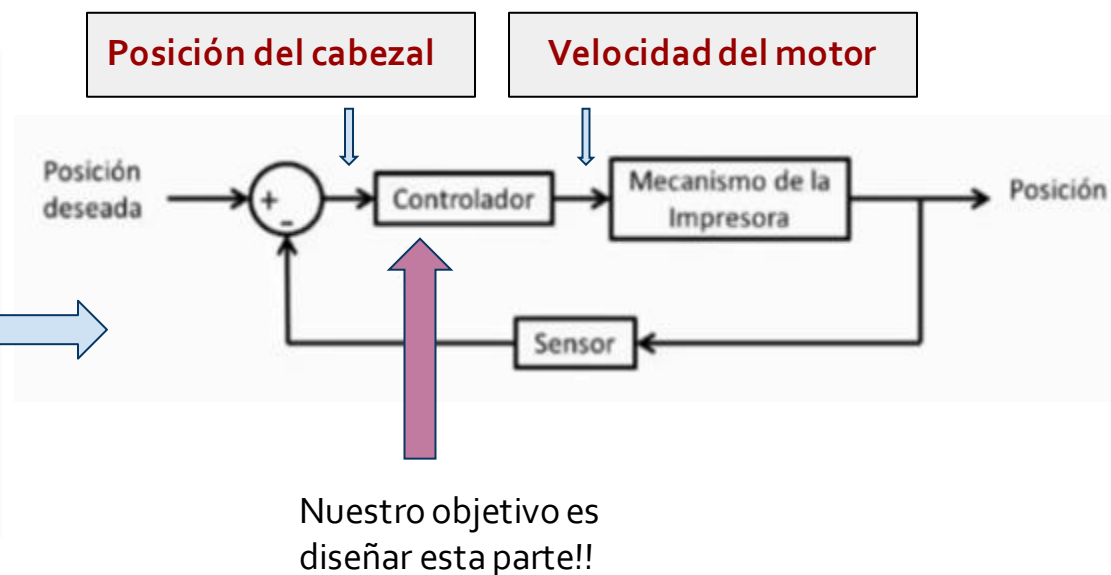 Posición del cabezal
Velocidad del motor
Posición
deseada
+
-
Controlador
Mecanismo de la
Impresora
Posición
Sensor
Nuestro objetivo es
diseñar esta parte!!